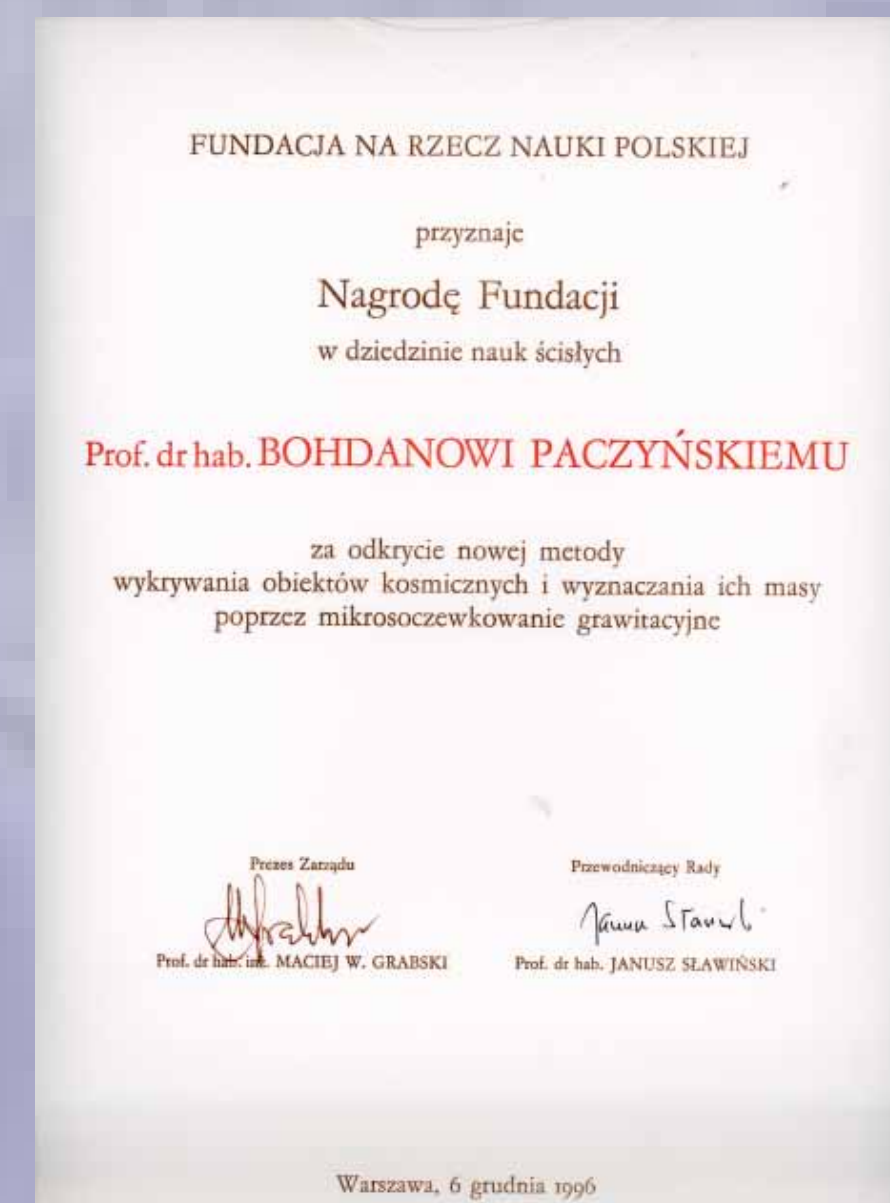 FUNDACJA NA RZECZ NAUKI POLSKIEJ
przyznaje
Nagrodę Fundacji
w dziedzinie nauk ścisłych
Prof. dr hab. BOHDANOWI PACZYŃSKIEMU
za odkrycie nowej metody
wykrywania obiektów kosmicznych i wyznaczania ich masy
poprzez mikrosoczewkowanie grawitacyjne
Prezes Zarządu
Prof. dr hab. inż. MACIEJ W. GRABSKI
Przewodniczący Rady
Prof. dr hab. JANUSZ SŁAWIŃSKI
Warszawa, 6 grudnia 1996